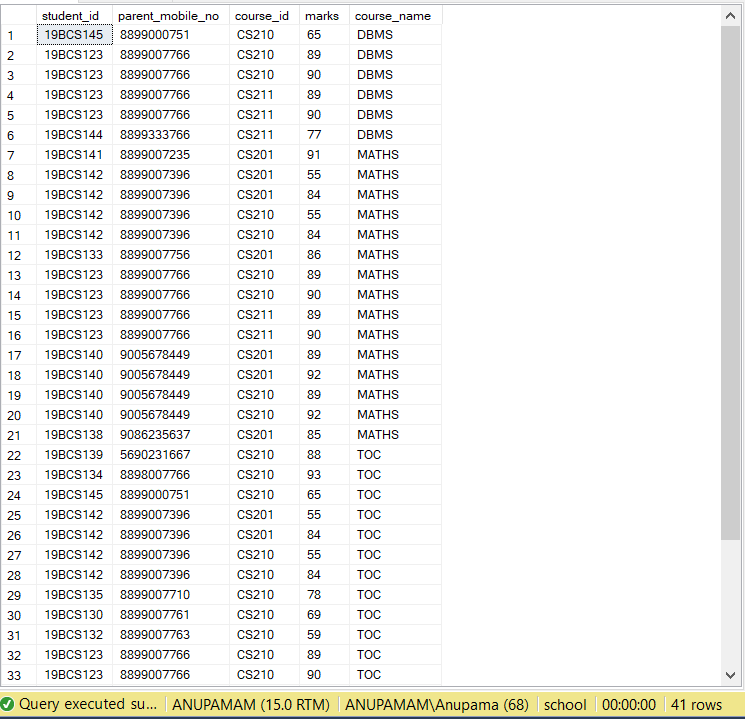 student_id parent_mobile_no course_id marks course_name
1 19BCS145 8899000751 CS210 65 DBMS
2 19BCS123 8899007766 CS210 89 DBMS
3 19BCS123 8899007766 CS210 90 DBMS
4 19BCS123 8899007766 CS211 89 DBMS
5 19BCS123 8899007766 CS211 90 DBMS
6 19BCS144 8899333766 CS211 77 DBMS
7 19BCS141 8899007235 CS201 91 MATHS
8 19BCS142 8899007396 CS201 55 MATHS
9 19BCS142 8899007396 CS201 84 MATHS
10 19BCS142 8899007396 CS210 55 MATHS
11 19BCS142 8899007396 CS210 84 MATHS
12 19BCS133 8899007756 CS201 86 MATHS
13 19BCS123 8899007766 CS210 89 MATHS
14 19BCS123 8899007766 CS210 90 MATHS
15 19BCS123 8899007766 CS211 89 MATHS
16 19BCS123 8899007766 CS211 90 MATHS
17 19BCS140 9005678449 CS201 89 MATHS
18 19BCS140 9005678449 CS201 92 MATHS
19 19BCS140 9005678449 CS210 89 MATHS
20 19BCS140 9005678449 CS210 92 MATHS
21 19BCS138 9086235637 CS201 85 MATHS
22 19BCS139 5690231667 CS210 88 TOC
23 19BCS134 8898007766 CS210 93 TOC
24 19BCS145 8899000751 CS210 65 TOC
25 19BCS142 8899007396 CS201 55 TOC
26 19BCS142 8899007396 CS201 84 TOC
27 19BCS142 8899007396 CS210 55 TOC
28 19BCS142 8899007396 CS210 84 TOC
29 19BCS135 8899007710 CS210 78 TOC
30 19BCS130 8899007761 CS210 69 TOC
31 19BCS132 8899007763 CS210 59 TOC
32 19BCS123 8899007766 CS210 89 TOC
33 19BCS123 8899007766 CS210 90 TOC
Query executed su... ANUPAMAM (15.0 RTM) ANUPAMAM\Anupama (68) school 00:00:00 41 rows